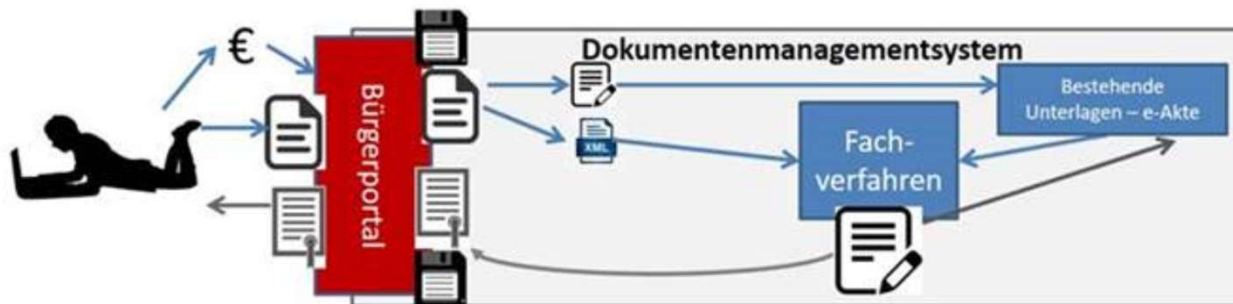 €
Dokumentenmanagementsystem
Bürgerportal
XML
Bestehende
Unterlagen – e-Akte
Fach-
verfahren